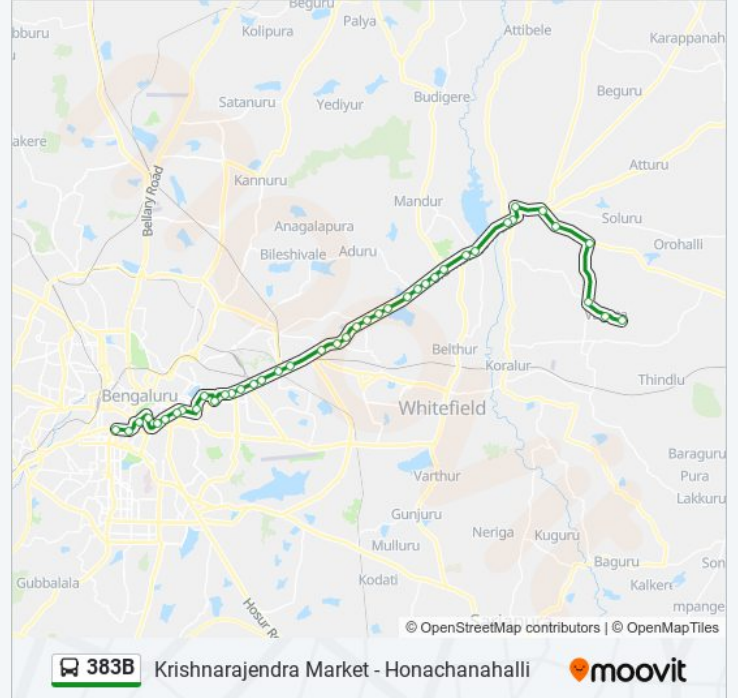 Beguru
Kolipura
Palya
Attibele
bburu
Karappanah
Satanuru
Yediyur
Budigere
Beguru
akere
Bellary Road
Kannuru
Atturu
Mandur
Soluru
Anagalapura
Bileshivale
Aduru
Orohalli
Belthur
Koralur
Bengaluru
Whitefield
Thindlu
Baraguru
Varthur
Pura
Lakkuru
Gunjuru
Neriga
Kuguru
Mulluru
Baguru
Son
Gubbalala
Kodati
Kalkere
Hosur Ro
mpange
© OpenStreetMap contributors | © OpenMapTiles
383B Krishnarajendra Market - Honachanahalli moovit